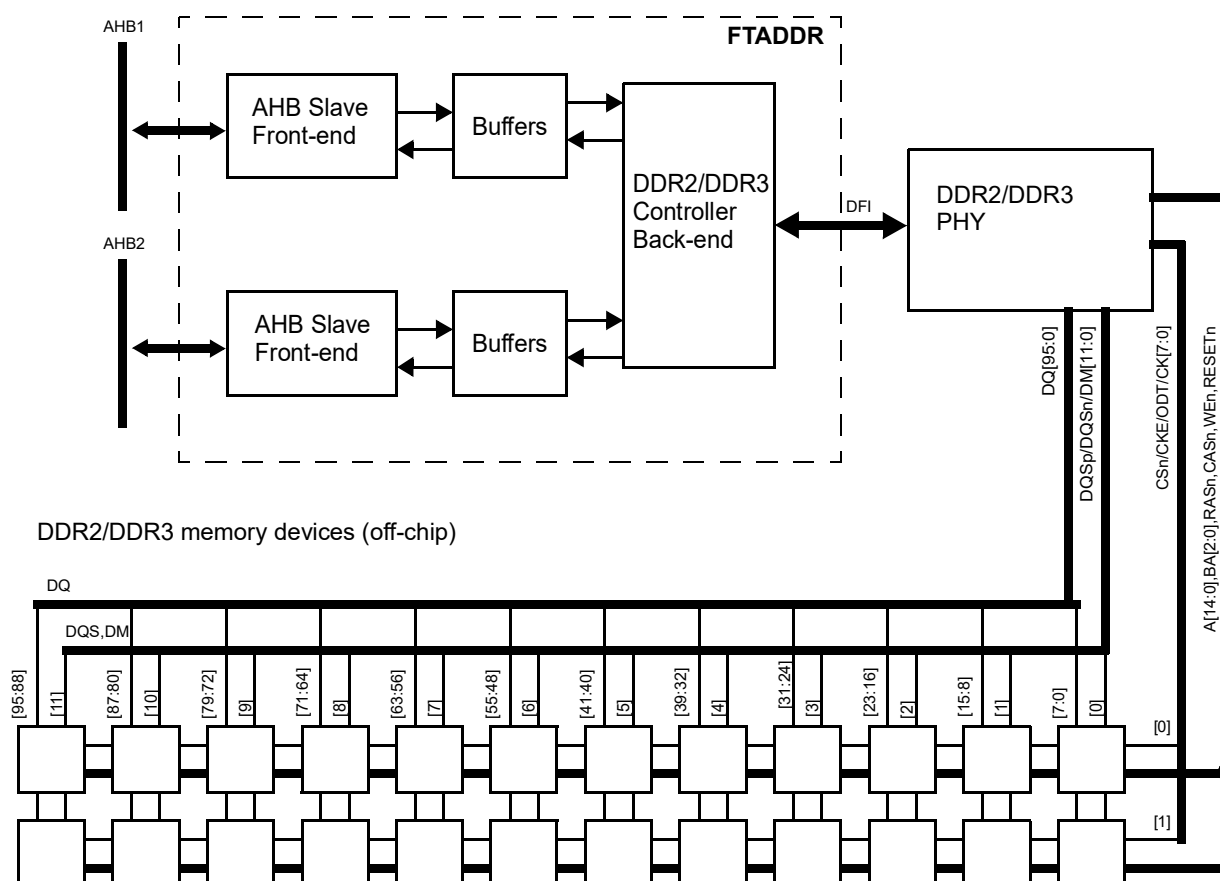 AHB1
FTADDR
AHB Slave
Front-end
Buffers
DDR2/DDR3
Controller
Back-end
DFI
DDR2/DDR3
PHY
AHB2
AHB Slave
Front-end
Buffers
DQ[95:0]
DQSp/DQSn/DM[11:0]
CSn/CKE/ODT/CK[7:0]
A[14:0],BA[2:0],RASn,CASn,WEn,RESETn
DDR2/DDR3 memory devices (off-chip)
DQ
DQS,DM
[95:88]
[11]
[87:80]
[10]
[79:72]
[9]
[71:64]
[8]
[63:56]
[7]
[55:48]
[6]
[41:40]
[5]
[39:32]
[4]
[31:24]
[3]
[23:16]
[2]
[15:8]
[1]
[7:0]
[0]
[0]
[1]